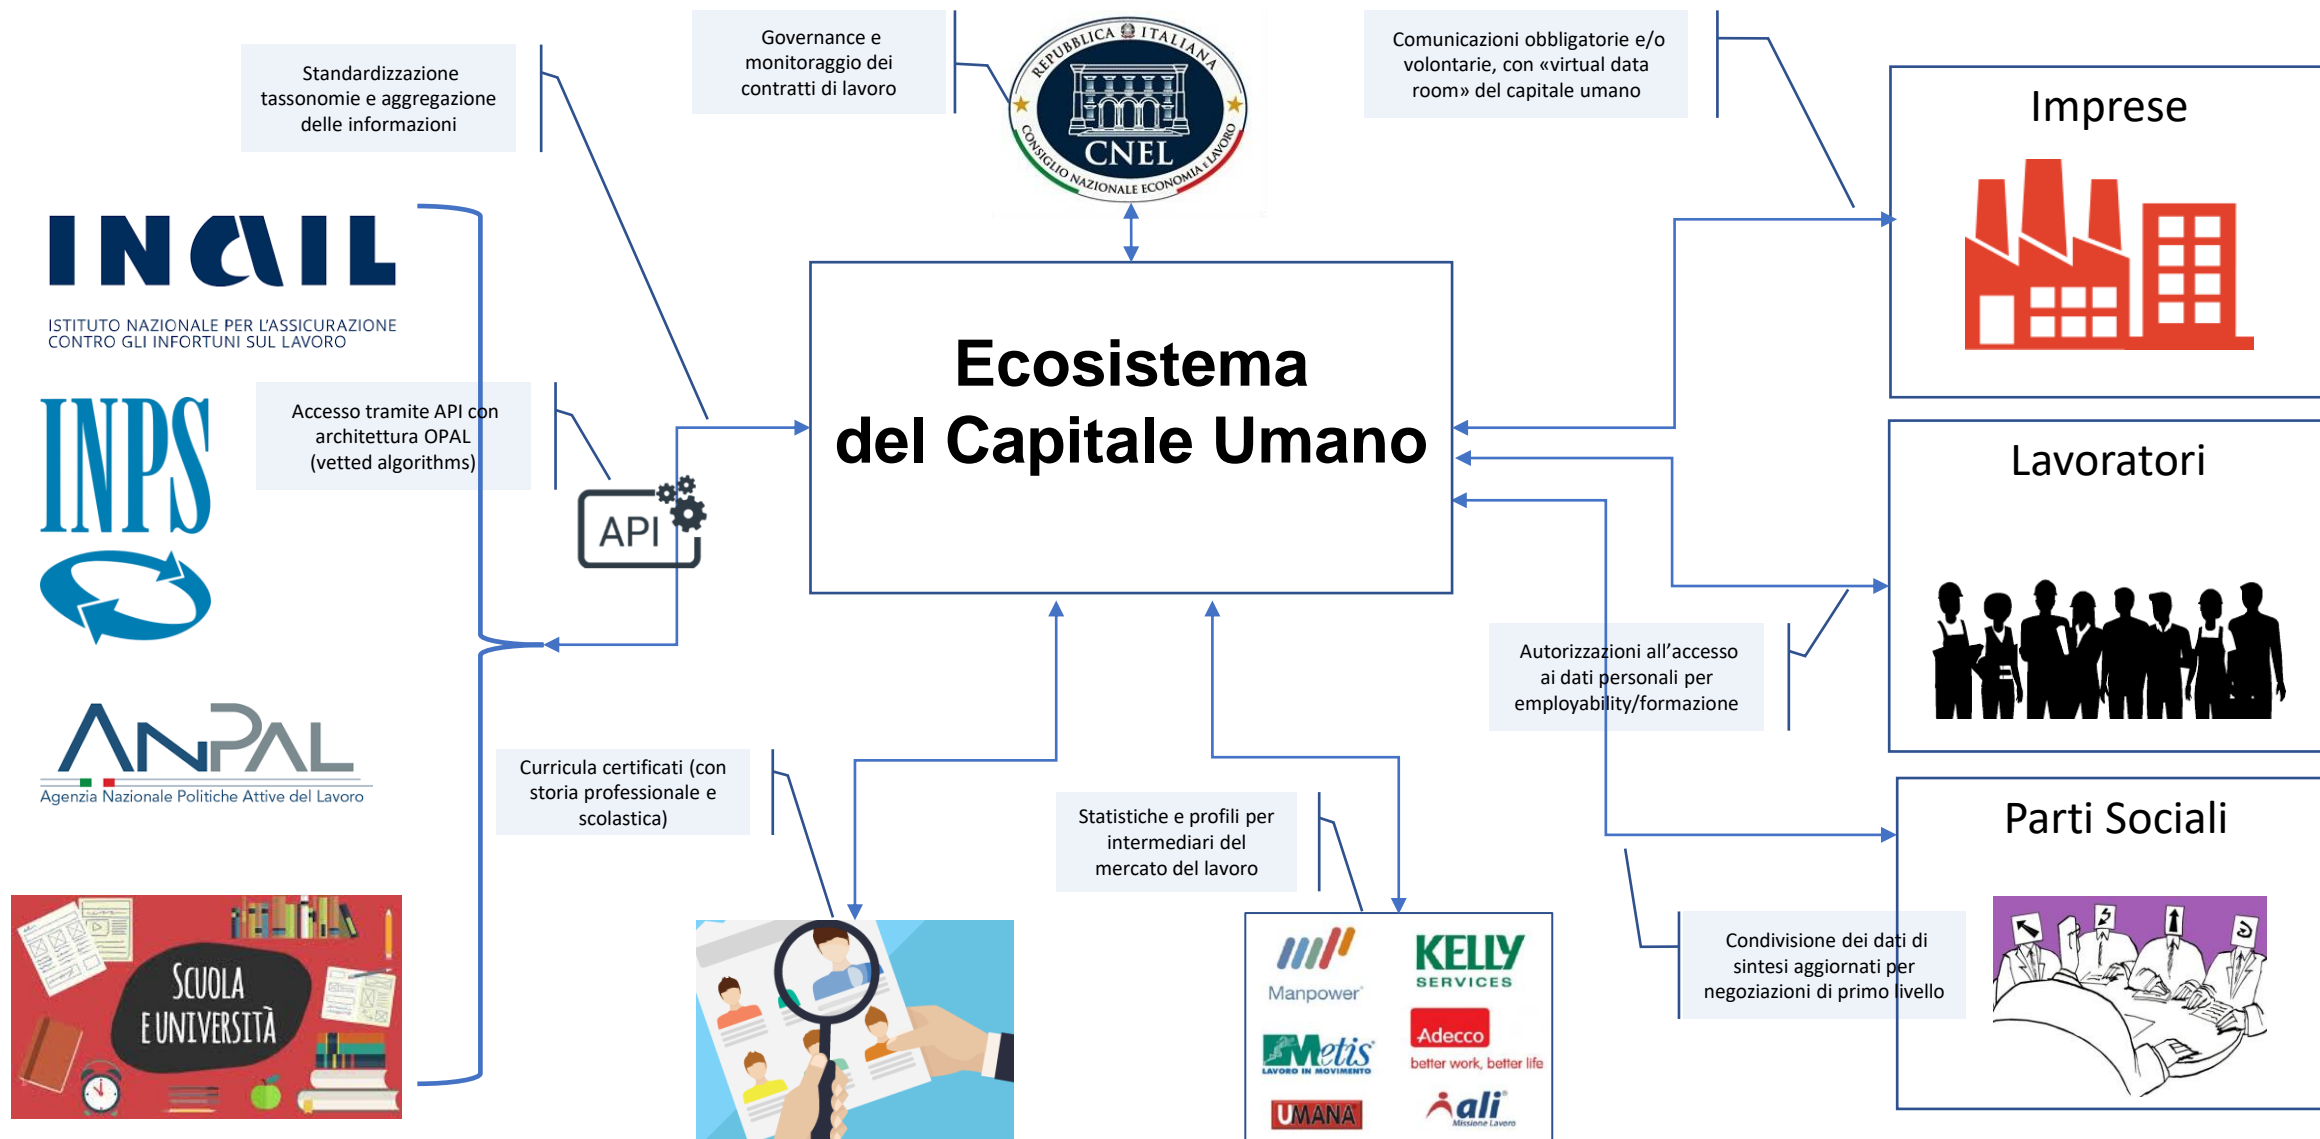 Standardizzazione
tassonomie e aggregazione
delle informazioni
Governance e
monitoraggio dei
contratti di lavoro
REPUBBLICA ITALIANA
CNEL
CONSIGLIO NAZIONALE ECONOMIA E LAVORO
Comunicazioni obbligatorie e/o
volontarie, con «virtual data
room» del capitale umano
Imprese
INAIL
ISTITUTO NAZIONALE PER L'ASSICURAZIONE
CONTRO GLI INFORTUNI SUL LAVORO
Ecosistema
del Capitale Umano
INPS
Accesso tramite API con
architettura OPAL
(vetted algorithms)
API
Lavoratori
Autorizzazioni all’accesso
ai dati personali per
employability/formazione
ANPAL
Agenzia Nazionale Politiche Attive del Lavoro
Curricula certificati (con
storia professionale e
scolastica)
Statistiche e profili per
intermediari del
mercato del lavoro
Parti Sociali
SCUOLA
E UNIVERSITÀ
Manpower
KELLY
SERVICES
Metis
LAVORO IN MOVIMENTO
Adecco
better work, better life
UMANA
ali
Missione Lavoro
Condivisione dei dati di
sintesi aggiornati per
negoziazioni di primo livello